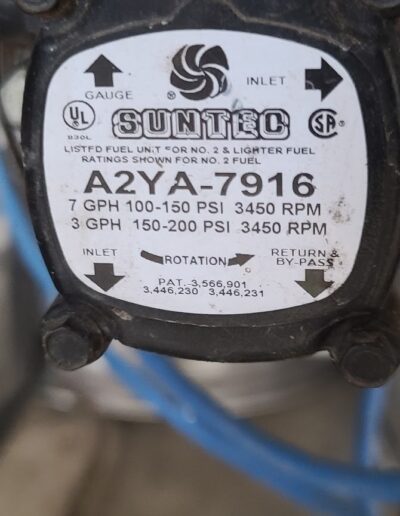 INLET
GAUGE
®
UL
®
SUNTEC
SA
®
LISTED FUEL UNIT FOR NO. 2 & LIGHTER FUEL
RATINGS SHOWN FOR NO. 2 FUEL
A2YA-7916
7 GPH 100-150 PSI 3450 RPM
3 GPH 150-200 PSI 3450 RPM
INLET
ROTATION
RETURN &
BY-PASS
PAT. 3,566,901
3,446,230 3,446,231